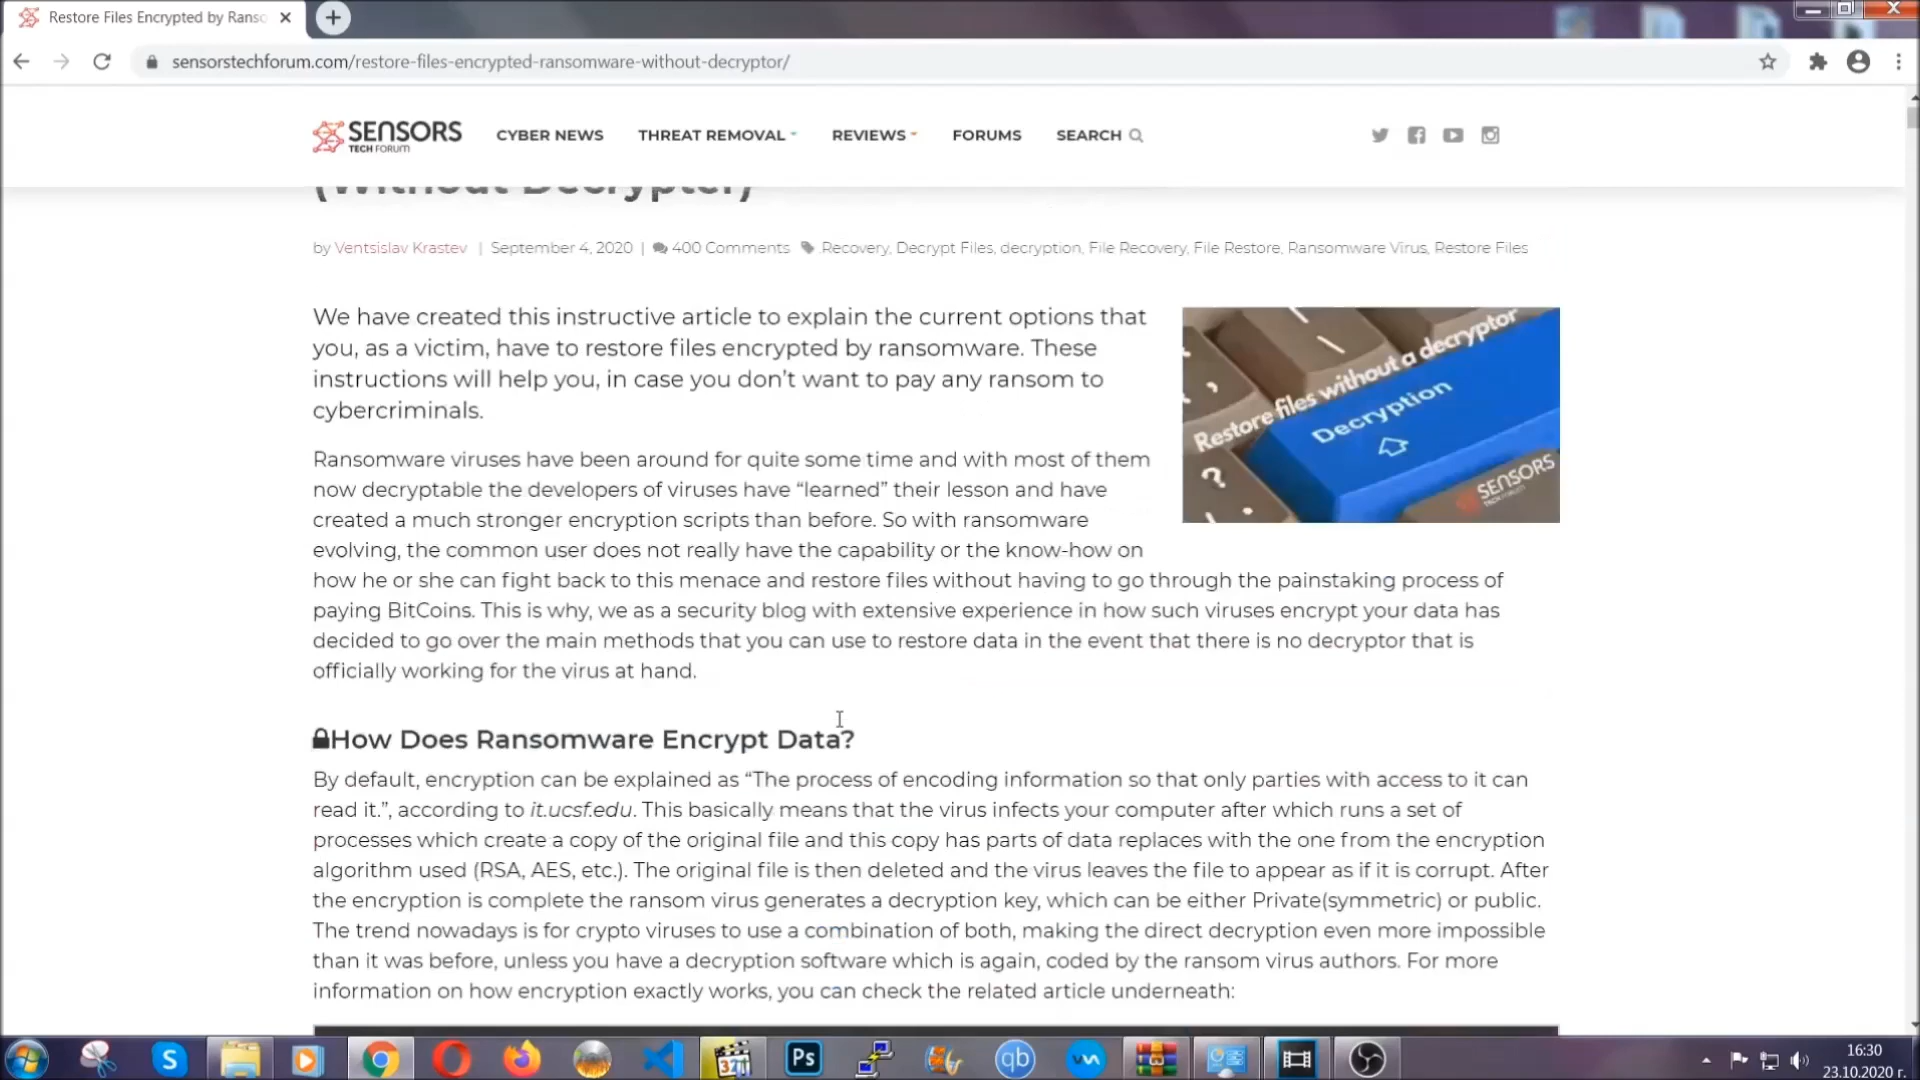 Restore Files Encrypted by Ranso
sensorstechforum.com/restore-files-encrypted-ransomware-without-decryptor/
SENSORS
TECH FORUM
CYBER NEWS THREAT REMOVAL REVIEWS FORUMS SEARCH
(Without Decrypter)
by Ventsislav Krastev | September 4, 2020 | 400 Comments Recovery, Decrypt Files, decryption, File Recovery, File Restore, Ransomware Virus, Restore Files
We have created this instructive article to explain the current options that
you, as a victim, have to restore files encrypted by ransomware. These
instructions will help you, in case you don’t want to pay any ransom to
cybercriminals.
Restore files without a decryptor
Decryption
SENSORS
Ransomware viruses have been around for quite some time and with most of them
now decryptable the developers of viruses have “learned” their lesson and have
created a much stronger encryption scripts than before. So with ransomware
evolving, the common user does not really have the capability or the know-how on
how he or she can fight back to this menace and restore files without having to go through the painstaking process of
paying BitCoins. This is why, we as a security blog with extensive experience in how such viruses encrypt your data has
decided to go over the main methods that you can use to restore data in the event that there is no decryptor that is
officially working for the virus at hand.
How Does Ransomware Encrypt Data?
By default, encryption can be explained as “The process of encoding information so that only parties with access to it can
read it.”, according to it.ucsf.edu. This basically means that the virus infects your computer after which runs a set of
processes which create a copy of the original file and this copy has parts of data replaces with the one from the encryption
algorithm used (RSA, AES, etc.). The original file is then deleted and the virus leaves the file to appear as if it is corrupt. After
the encryption is complete the ransom virus generates a decryption key, which can be either Private(symmetric) or public.
The trend nowadays is for crypto viruses to use a combination of both, making the direct decryption even more impossible
than it was before, unless you have a decryption software which is again, coded by the ransom virus authors. For more
information on how encryption exactly works, you can check the related article underneath:
Ps
qb
16:30
23.10.2020 г.